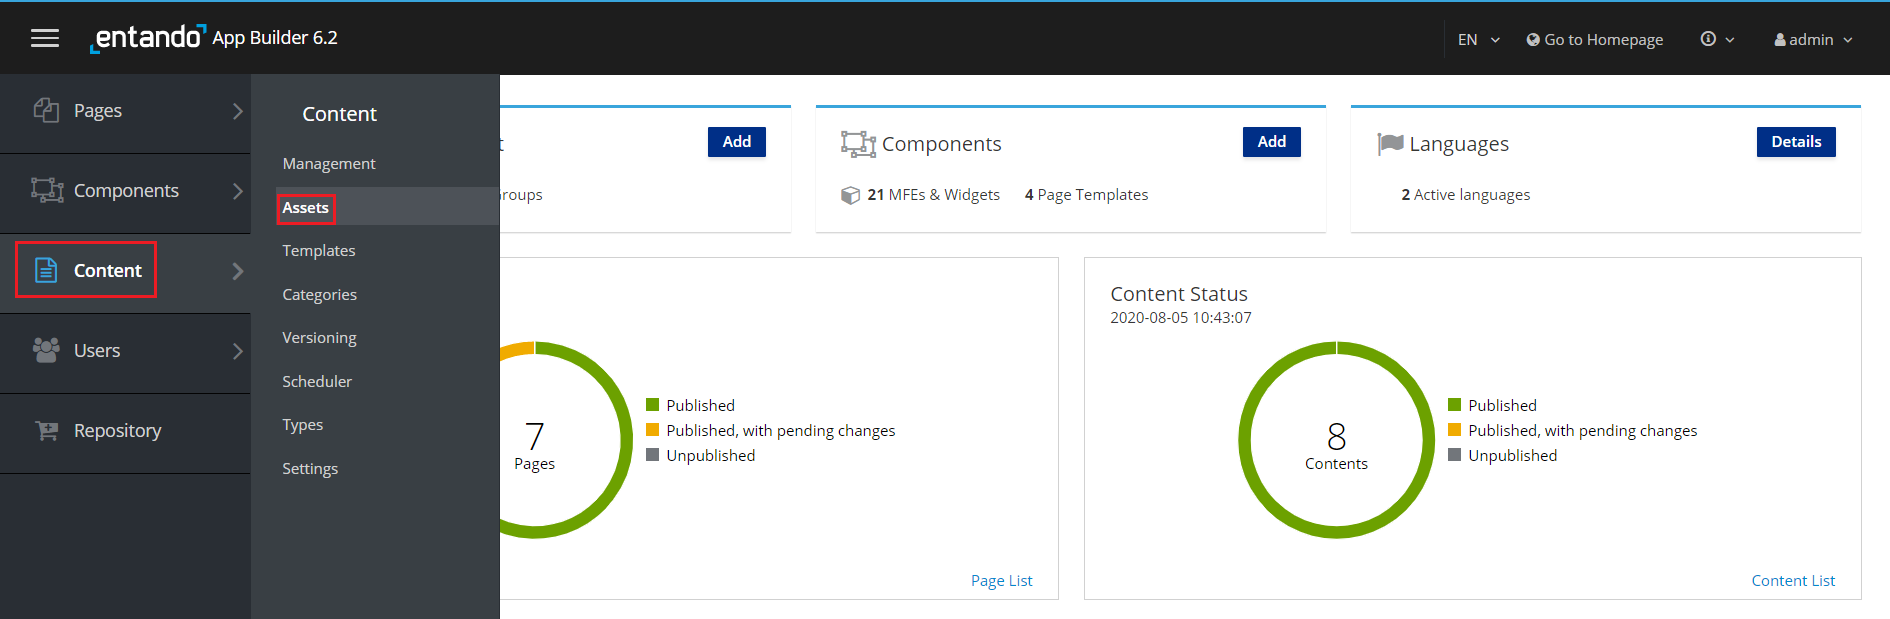 entando App Builder 6.2
EN
Go to Homepage
admin
Pages
Components
Content
Users
Repository
Content
Management
Assets
Templates
Categories
Versioning
Scheduler
Types
Settings
Add
Components
Add
21 MFEs & Widgets 4 Page Templates
Languages
Details
2 Active languages
7
Pages
Published
Published, with pending changes
Unpublished
Page List
Content Status
2020-08-05 10:43:07
8
Contents
Published
Published, with pending changes
Unpublished
Content List